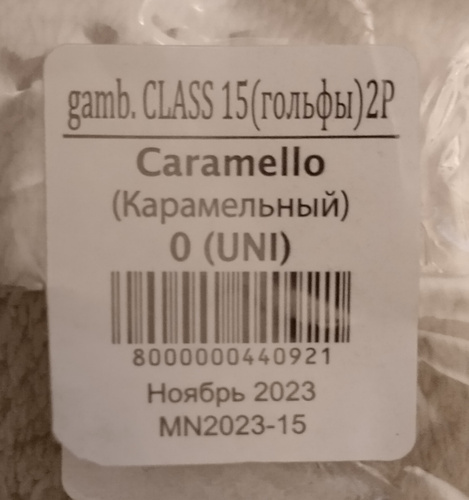 gamb. CLASS 15(гольфы)2P
Caramello
(Карамельный)
0 (UNI)
8000000440921
Ноябрь 2023
MN2023-15